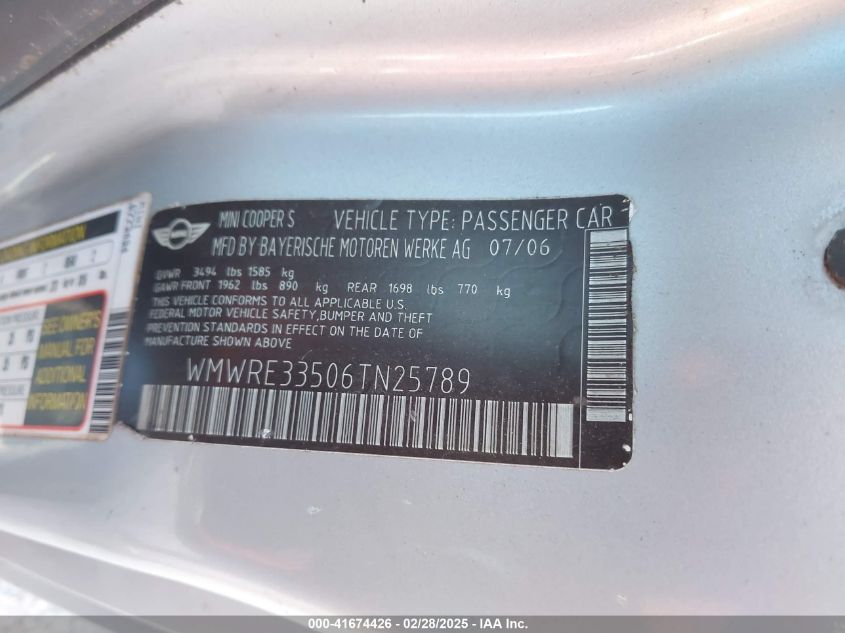 MINI COOPER S VEHICLE TYPE: PASSENGER CAR
MFD BY BAYERISCHE MOTOREN WERKE AG 07/06
GVWR 3494 lbs 1585 kg
GAWR FRONT 1962 lbs 890 kg REAR 1698 lbs 770 kg
THIS VEHICLE CONFORMS TO ALL APPLICABLE U.S.
FEDERAL MOTOR VEHICLE SAFETY,BUMPER AND THEFT
PREVENTION STANDARDS IN EFFECT ON THE DATE OF
MANUFACTURE SHOWN ABOVE
WMWRE33506TN25789
INFORMATION
SEE OWNER'S
MANUAL FOR
ADDITIONAL
INFORMATION
000-41674426 - 02/28/2025 - IAA Inc.